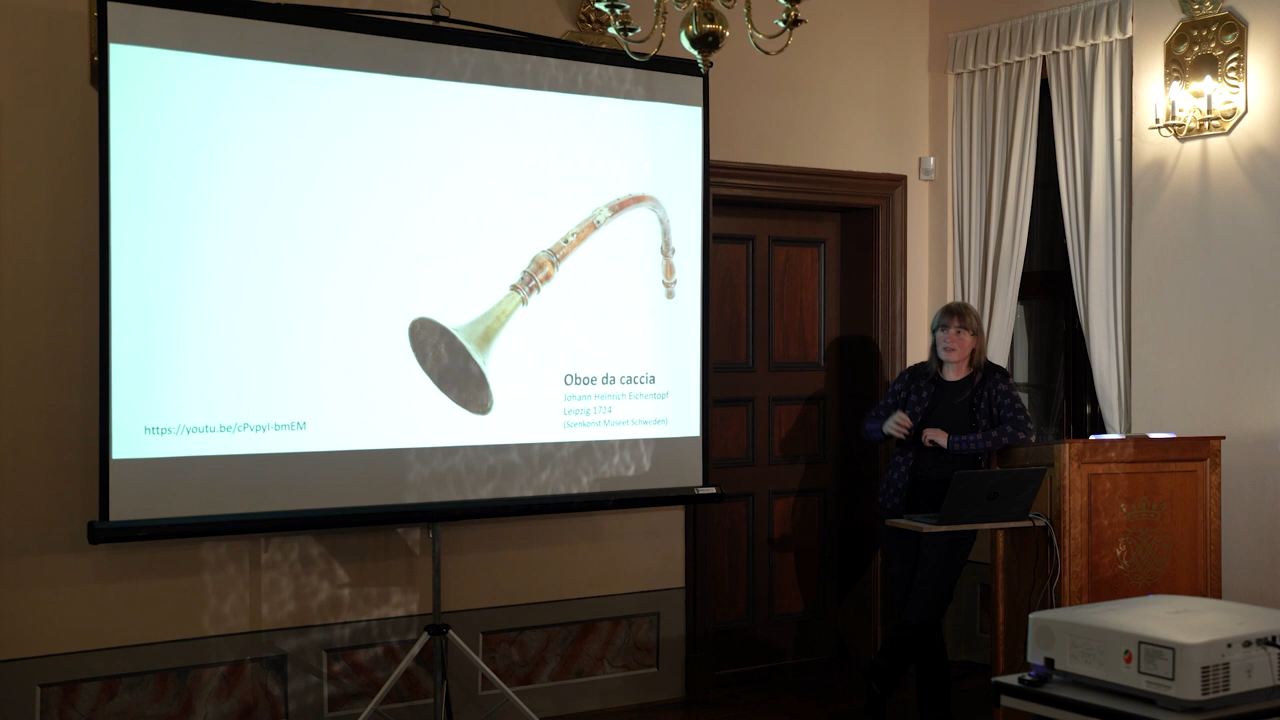 Oboe da caccia
Johann Heinrich Eichentopf
Leipzig 1724
(Scenkonst Museet Schweden)
https://youtu.be/cPvpyI-bmEM